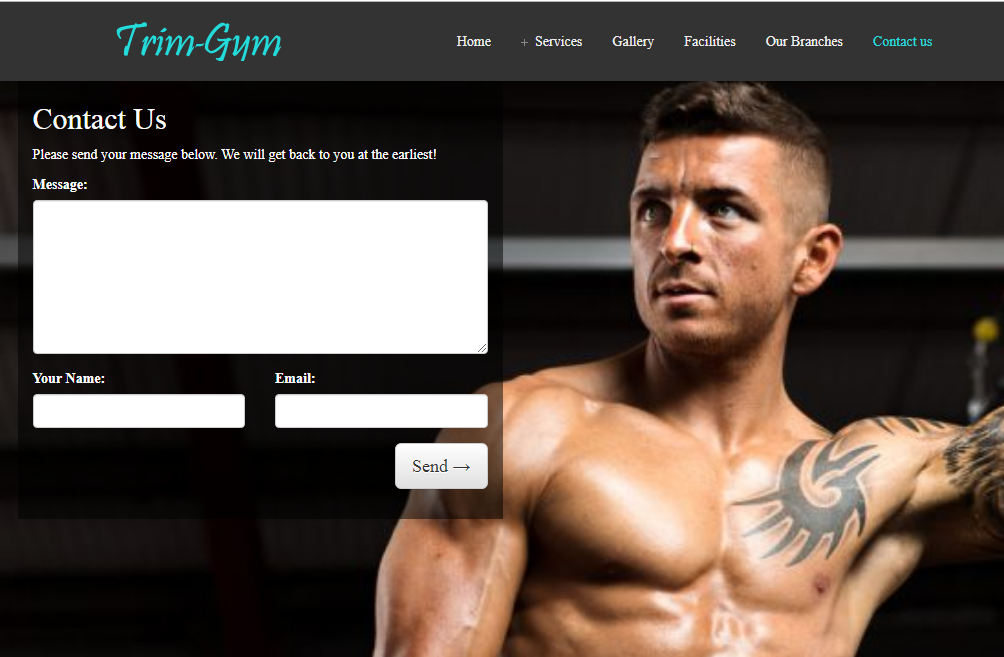 Trim-Gym
Home + Services Gallery Facilities Our Branches Contact us
Contact Us
Please send your message below. We will get back to you at the earliest!
Message:
Your Name: Email:
Send →